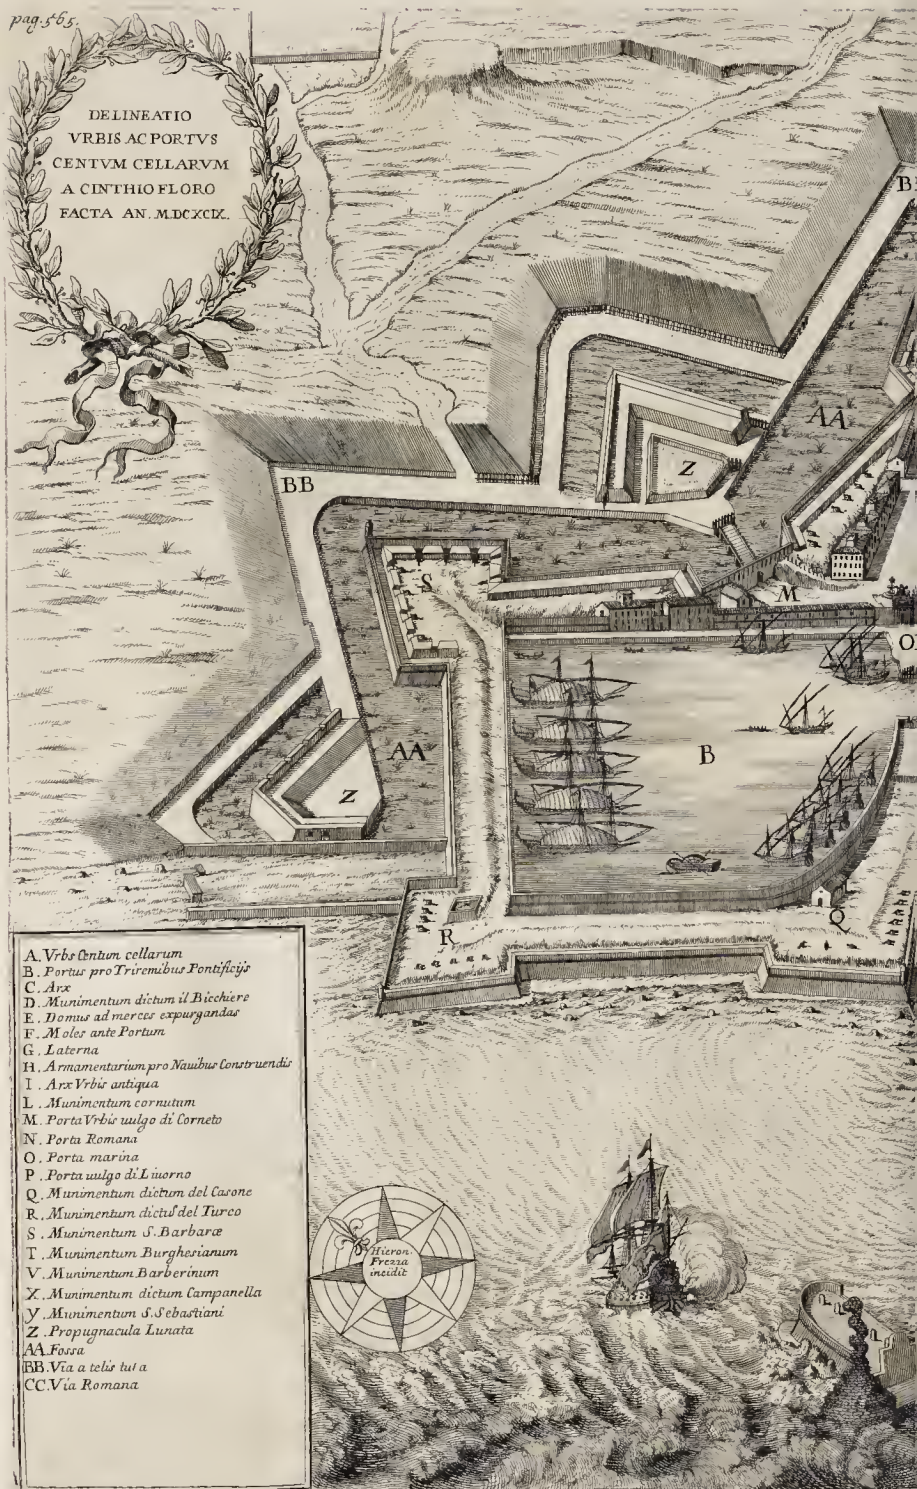 pag. 565.
DELINEATIO
VRBIS AC PORTVS
CENTVM CELLARVM
A CINTHIO FLORO
FACTA AN. M.DCXCIX.
BB
AA
Z
BB
S
M
O
AA
B
Z
Q
R
A. Vrbs Centum cellarum
B. Portus pro Triremibus Pontificijs
C. Arx
D. Munimentum dictum il Bicchiere
E. Domus ad merces expurgandas
F. Moles ante Portum
G. Laterna
H. Armamentarium pro Nauibus Construendis
I. Arx Vrbis antiqua
L. Munimentum cornutum
M. Porta Vrbis uulgo di Corneto
N. Porta Romana
O. Porta marina
P. Porta uulgo di Liuorno
Q. Munimentum dictum del Casone
R. Munimentum dictũ del Turco
S. Munimentum S. Barbaræ
T. Munimentum Burghesianum
V. Munimentum Barberinum
X. Munimentum dictum Campanella
Y. Munimentum S. Sebastiani
Z. Propugnacula Lunata
AA. Fossa
BB. Via a telis tuta
CC. Via Romana
Hieron.
Frezza
incidit